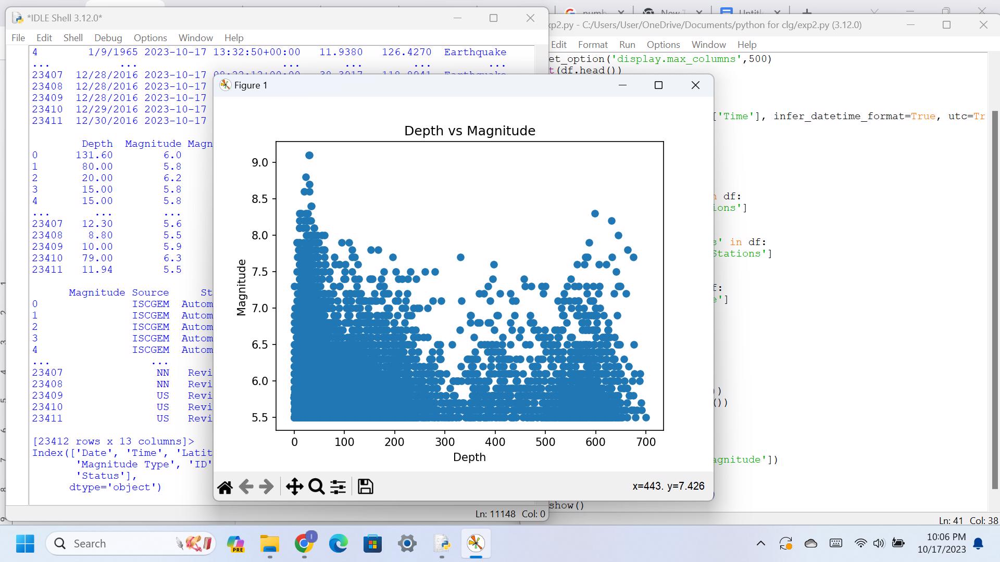 *IDLE Shell 3.12.0*
File Edit Shell Debug Options Window Help
4 1/9/1965 2023-10-17 13:32:50+00:00 11.9380 126.4270 Earthquake
... ... ... ... ... ...
23407 12/28/2016 2023-10-17 08:22:12+00:00 38.3917 118.8941 Earthquake
23408 12/28/2016 2023-10-17
23409 12/28/2016 2023-10-17
23410 12/29/2016 2023-10-17
23411 12/30/2016 2023-10-17
Depth Magnitude Magn
0 131.60 6.0
1 80.00 5.8
2 20.00 6.2
3 15.00 5.8
4 15.00 5.8
... ... ...
23407 12.30 5.6
23408 8.80 5.5
23409 10.00 5.9
23410 79.00 6.3
23411 11.94 5.5
Magnitude Source St
0 ISCGEM Autom
1 ISCGEM Autom
2 ISCGEM Autom
3 ISCGEM Autom
4 ISCGEM Autom
... ...
23407 NN Revi
23408 NN Revi
23409 US Revi
23410 US Revi
23411 US Revi
[23412 rows x 13 columns]>
Index(['Date', 'Time', 'Latit
'Magnitude Type', 'ID'
'Status'],
dtype='object')
Ln: 11148 Col: 0
Figure 1
Depth vs Magnitude
Magnitude
9.0
8.5
8.0
7.5
7.0
6.5
6.0
5.5
0 100 200 300 400 500 600 700
Depth
x=443. y=7.426
numb New T Untitl
xp2.py - C:/Users/User/OneDrive/Documents/python for clg/exp2.py (3.12.0)
Edit Format Run Options Window Help
et_option('display.max_columns',500)
t(df.head())
['Time'], infer_datetime_format=True, utc=Tr
n df:
ions']
s' in df:
Stations']
f:
e']
))
())
agnitude'])
)
show()
Ln: 41 Col: 38
1
2
3
4
5
6
7
8
9
Search
PRE
10:06 PM
10/17/2023